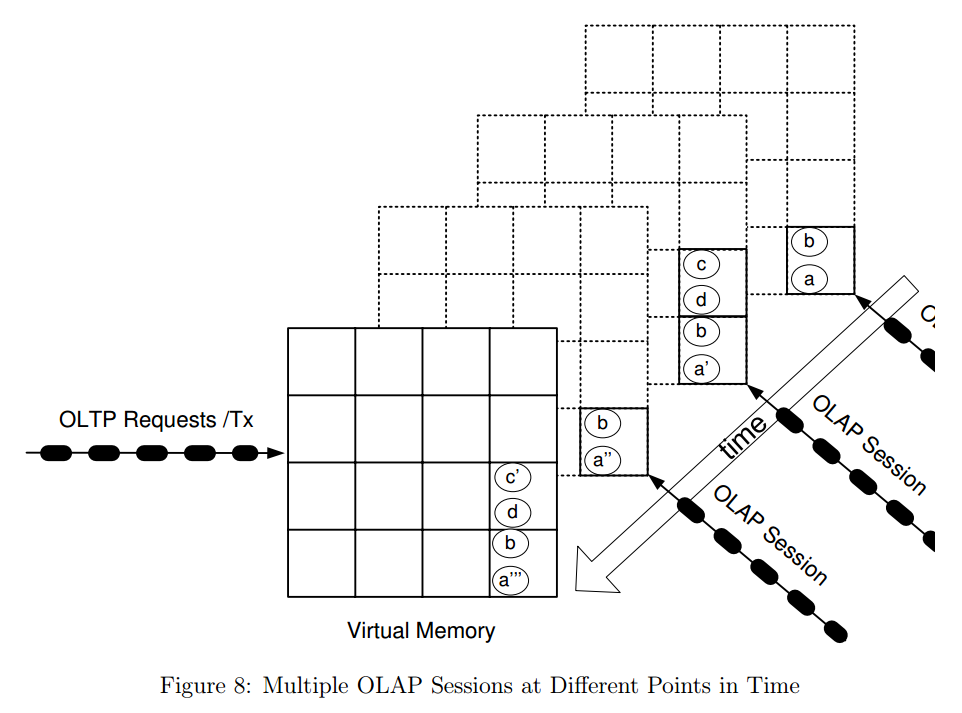 b
a
c
d
b
a'
OLAP Session
time
OLTP Requests /Tx
b
a''
c'
d
b
a'''
OLAP Session
Virtual Memory
Figure 8: Multiple OLAP Sessions at Different Points in Time